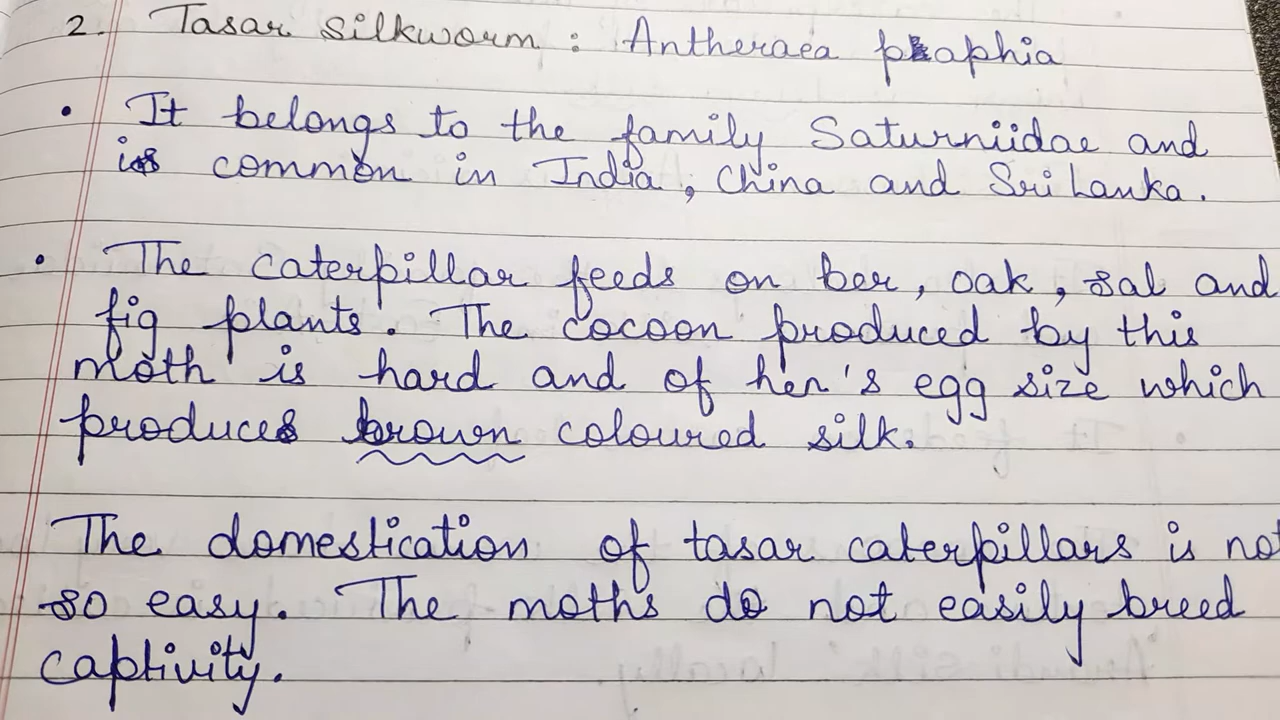 2. Tasar silkworm : Antheraea paphia
• It belongs to the family Saturniidae and
is common in India, China and Sri Lanka.
• The caterpillar feeds on ber, oak, sal and
fig plants. The cocoon produced by this
moth is hard and of hen's egg size which
produces brown coloured silk.
The domestication of tasar caterpillars is not
so easy. The moths do not easily breed
captivity.